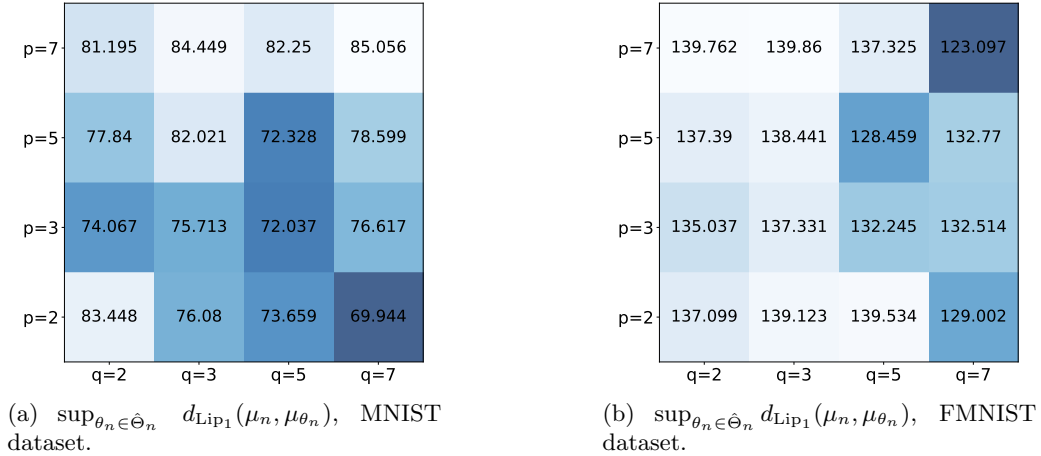 p=7 81.195 84.449 82.25 85.056
p=5 77.84 82.021 72.328 78.599
p=3 74.067 75.713 72.037 76.617
p=2 83.448 76.08 73.659 69.944
q=2 q=3 q=5 q=7
(a) sup_{θ_n∈Θ̂_n} d_{Lip_1}(μ_n, μ_{θ_n}), MNIST
dataset.
p=7 139.762 139.86 137.325 123.097
p=5 137.39 138.441 128.459 132.77
p=3 135.037 137.331 132.245 132.514
p=2 137.099 139.123 139.534 129.002
q=2 q=3 q=5 q=7
(b) sup_{θ_n∈Θ̂_n} d_{Lip_1}(μ_n, μ_{θ_n}), FMNIST
dataset.